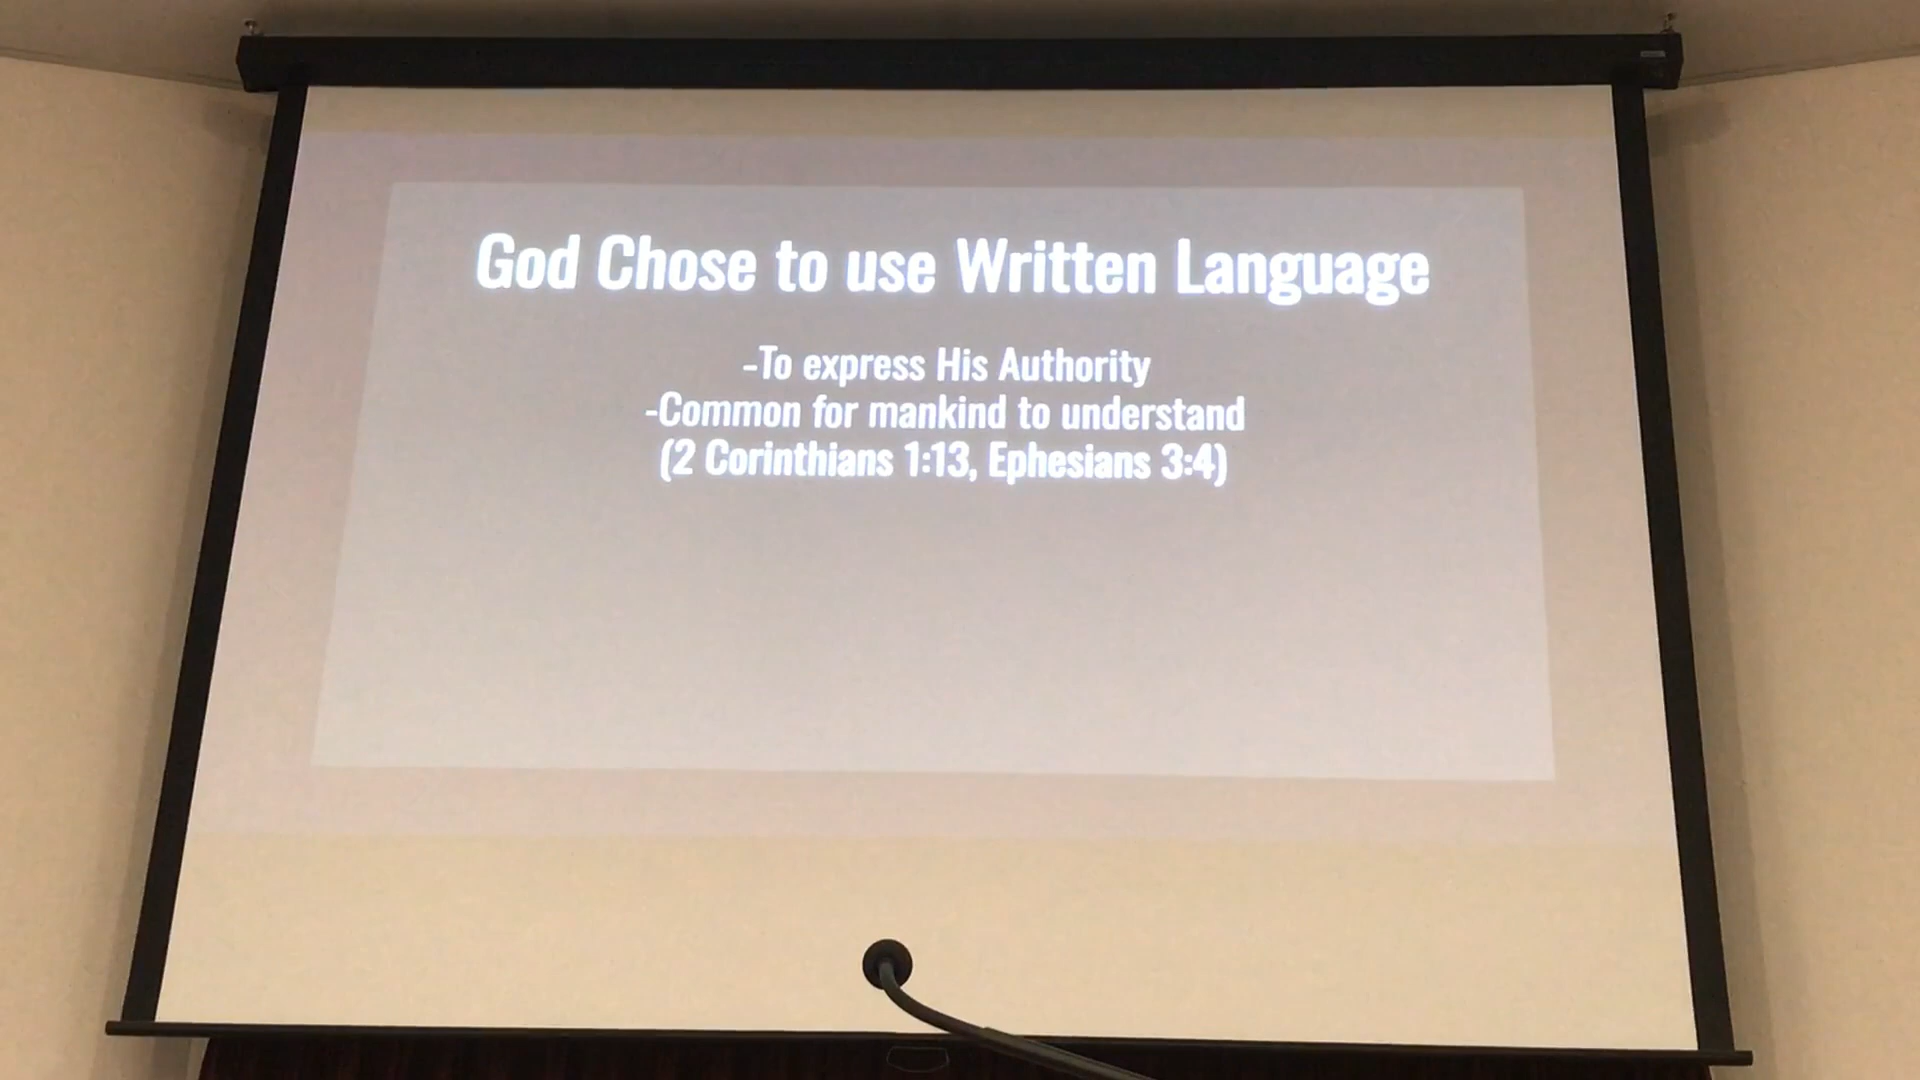 God Chose to use Written Language
-To express His Authority
-Common for mankind to understand
(2 Corinthians 1:13, Ephesians 3:4)